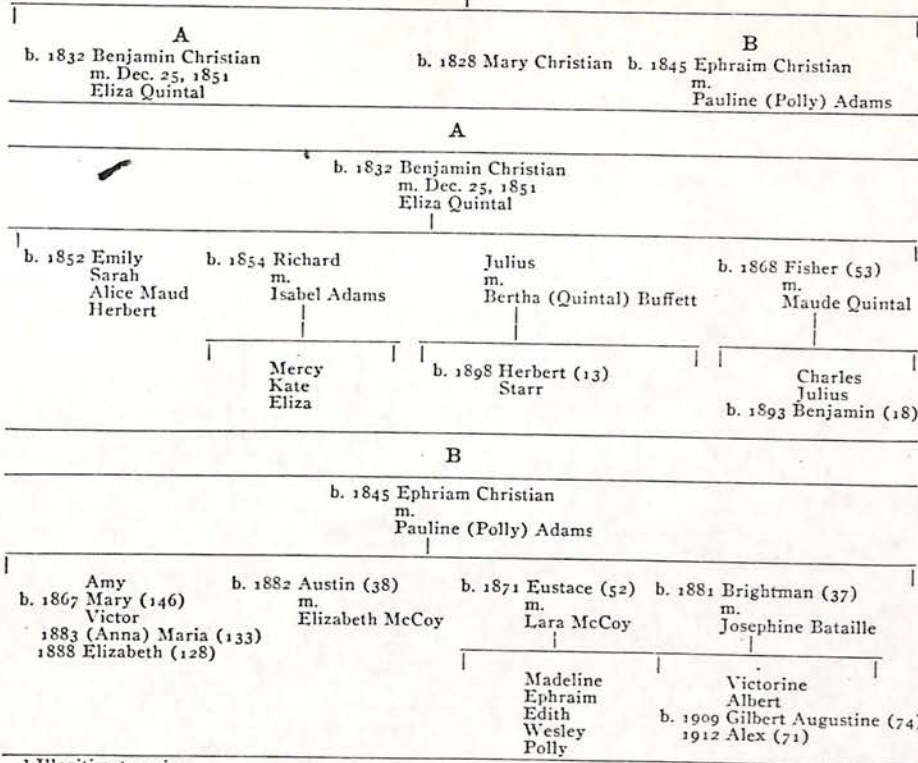 A
b. 1832 Benjamin Christian
m. Dec. 25, 1851
Eliza Quintal
b. 1828 Mary Christian
B
b. 1845 Ephraim Christian
m.
Pauline (Polly) Adams
A
b. 1832 Benjamin Christian
m. Dec. 25, 1851
Eliza Quintal
b. 1852 Emily
Sarah
Alice Maud
Herbert
b. 1854 Richard
m.
Isabel Adams
Mercy
Kate
Eliza
Julius
m.
Bertha (Quintal) Buffett
b. 1898 Herbert (13)
Starr
b. 1868 Fisher (53)
m.
Maude Quintal
Charles
Julius
b. 1893 Benjamin (18)
B
b. 1845 Ephriam Christian
m.
Pauline (Polly) Adams
Amy
b. 1867 Mary (146)
Victor
1883 (Anna) Maria (133)
1888 Elizabeth (128)
b. 1882 Austin (38)
m.
Elizabeth McCoy
b. 1871 Eustace (52)
m.
Lara McCoy
Madeline
Ephraim
Edith
Wesley
Polly
b. 1881 Brightman (37)
m.
Josephine Bataille
Victorine
Albert
b. 1909 Gilbert Augustine (74)
1912 Alex (71)